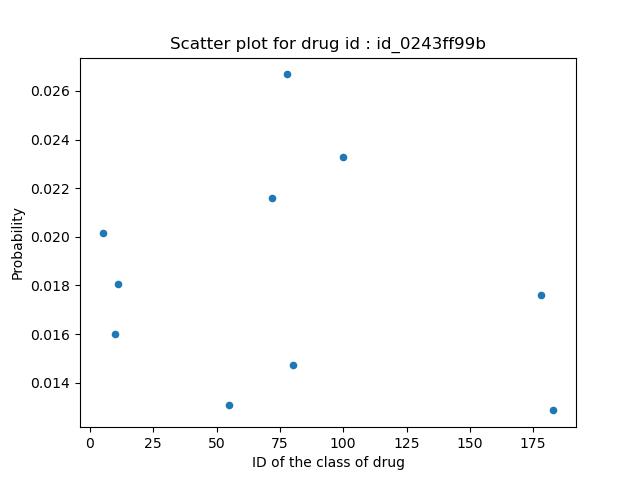 Scatter plot for drug id : id_0243ff99b
0.026
0.024
0.022
0.020
0.018
0.016
0.014
Probability
0 25 50 75 100 125 150 175
ID of the class of drug